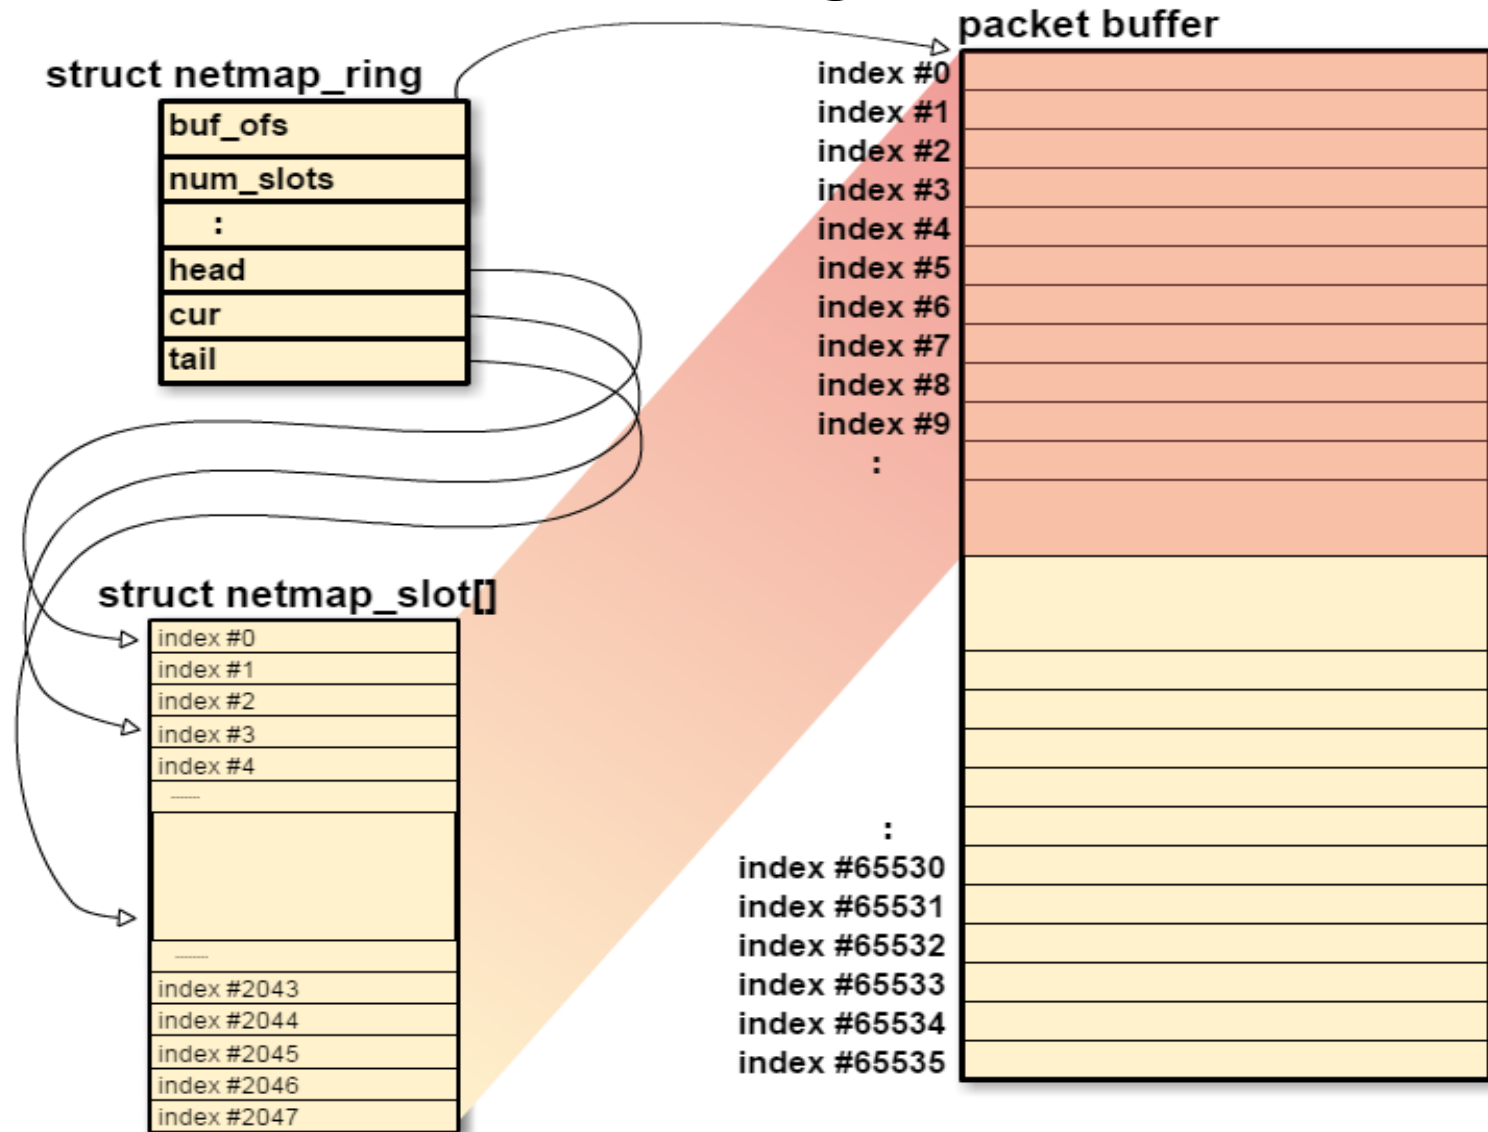 packet buffer
struct netmap_ring
buf_ofs
num_slots
:
head
cur
tail
index #0
index #1
index #2
index #3
index #4
index #5
index #6
index #7
index #8
index #9
:
:
index #65530
index #65531
index #65532
index #65533
index #65534
index #65535
struct netmap_slot[]
index #0
index #1
index #2
index #3
index #4
index #2043
index #2044
index #2045
index #2046
index #2047